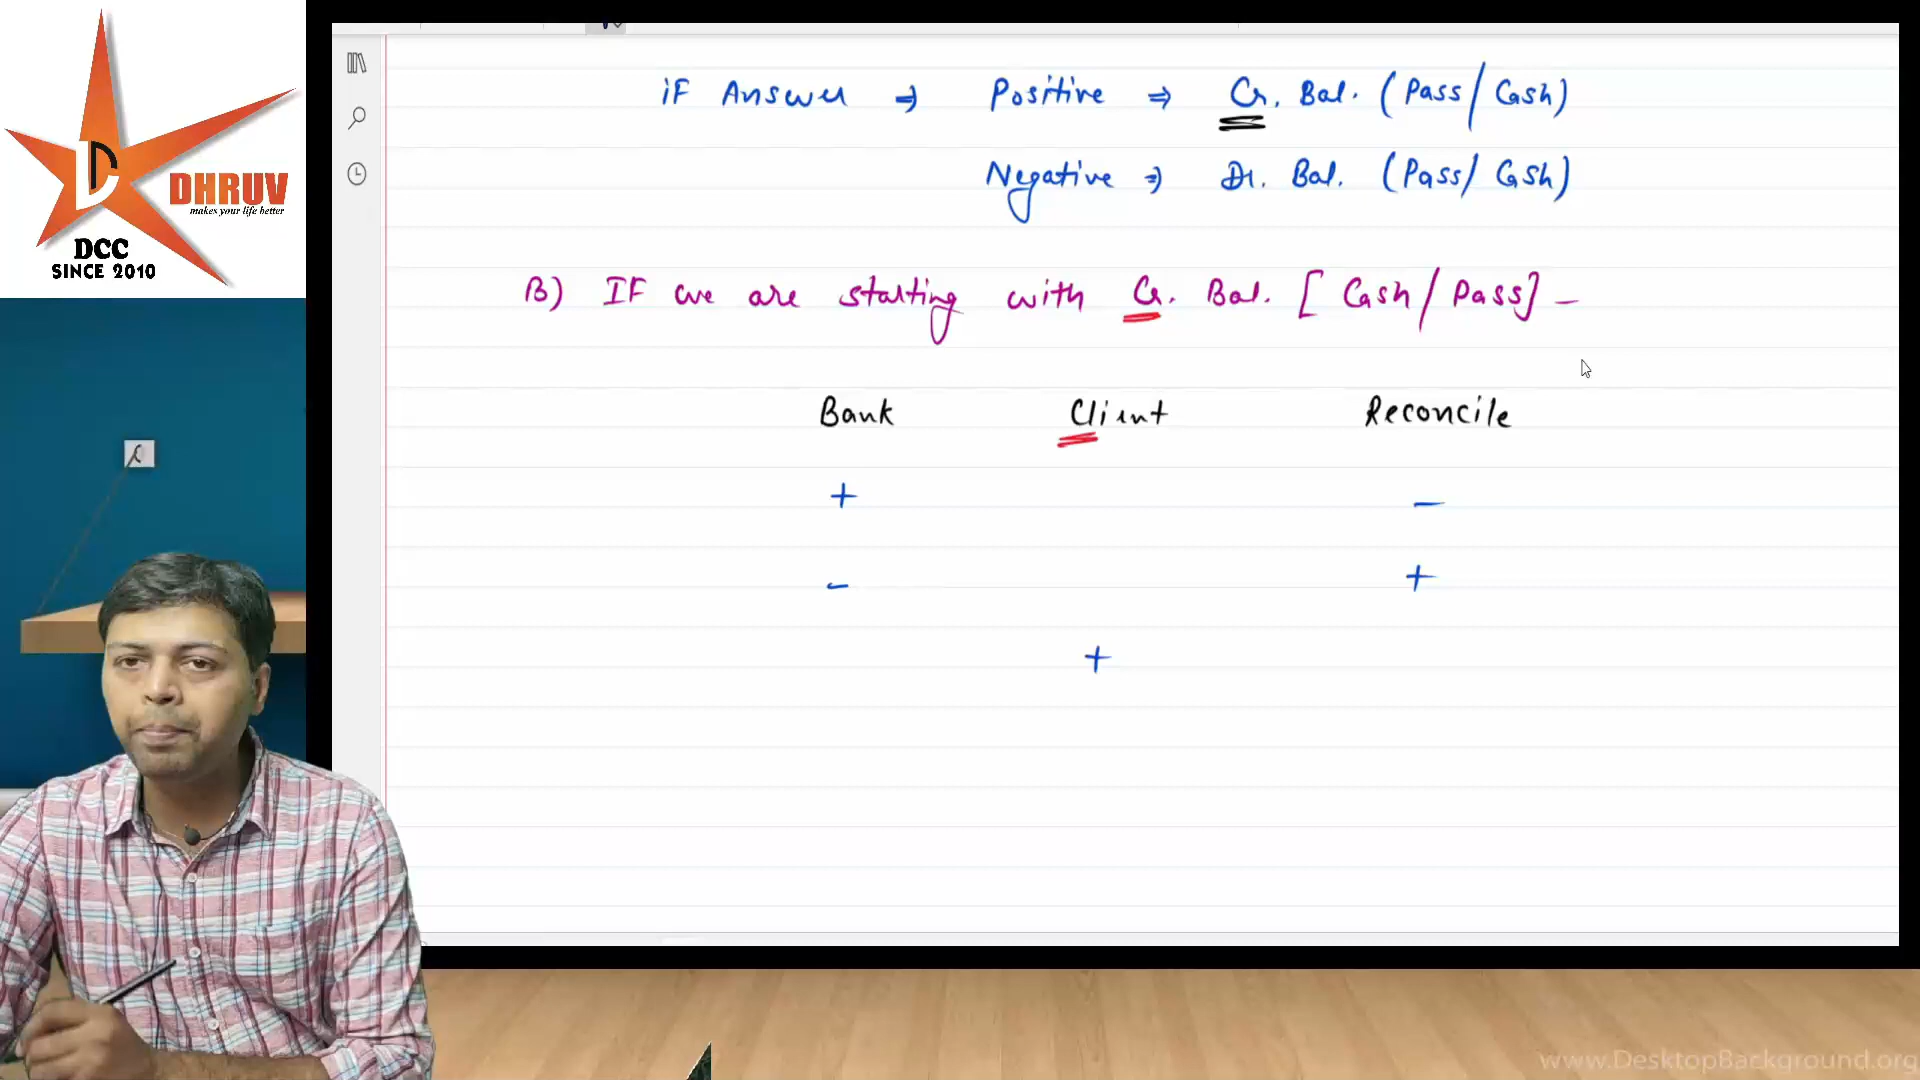 DHRUV
makes your life better
DCC
SINCE 2010
iF Answer ⇒ Positive ⇒ Cr. Bal. (Pass/Cash)
Negative ⇒ Dr. Bal. (Pass/Cash)
B) IF we are starting with Cr. Bal. [Cash/Pass] -
Bank Client Reconcile
+ -
- +
+
www.DesktopBackground.org